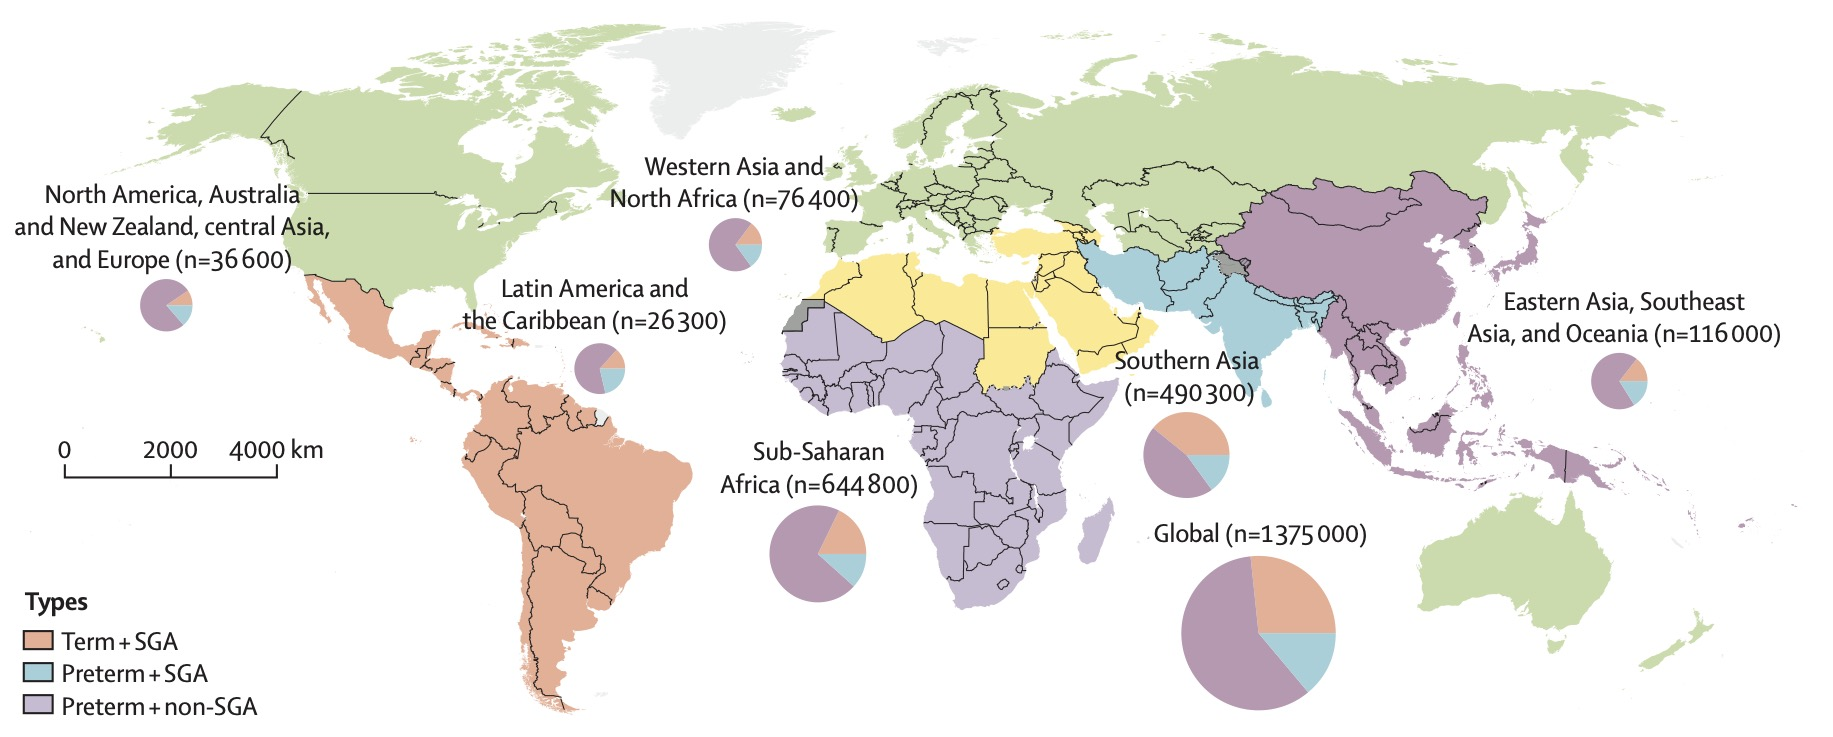 Western Asia and
North Africa (n=76 400)
North America, Australia
and New Zealand, central Asia,
and Europe (n=36 600)
Latin America and
the Caribbean (n=26 300)
Eastern Asia, Southeast
Asia, and Oceania (n=116 000)
Southern Asia
(n=490 300)
Sub-Saharan
Africa (n=644 800)
Global (n=1 375 000)
0 2000 4000 km
Types
Term + SGA
Preterm + SGA
Preterm + non-SGA